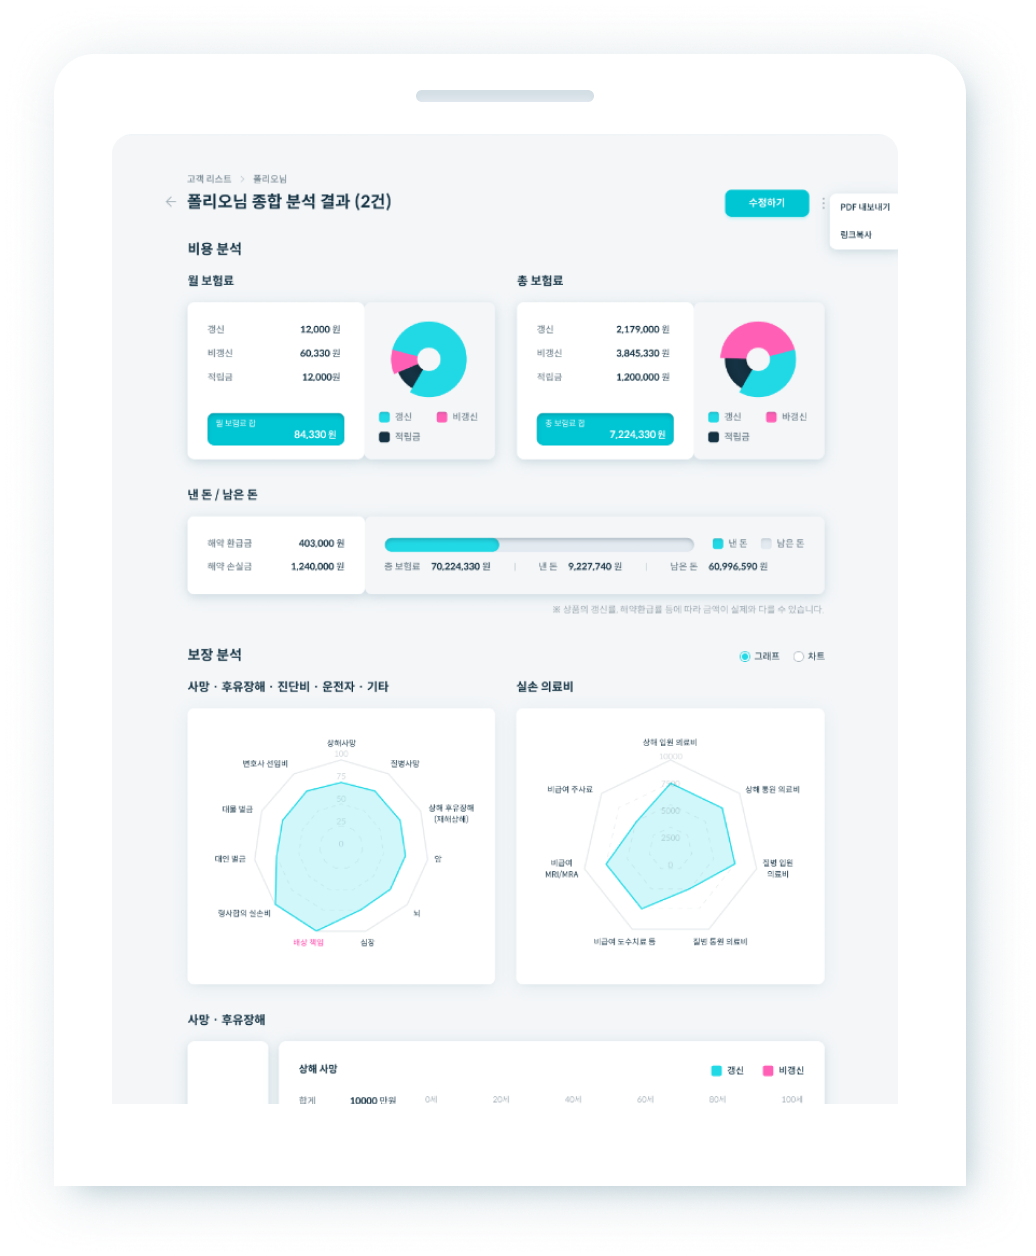 고객 리스트 > 폴리오님
← 폴리오님 종합 분석 결과 (2건)
수정하기
PDF 내보내기
링크복사
비용 분석
월 보험료
갱신 12,000 원
비갱신 60,330 원
적립금 12,000원
월 보험료 합
84,330 원
갱신 비갱신
적립금
총 보험료
갱신 2,179,000 원
비갱신 3,845,330 원
적립금 1,200,000 원
총 보험료 합
7,224,330 원
갱신 바갱신
적립금
낸 돈 / 남은 돈
해약 환급금 403,000 원
해약 손실금 1,240,000 원
낸 돈 남은 돈
총 보험료 70,224,330 원 | 낸 돈 9,227,740 원 | 남은 돈 60,996,590 원
※ 상품의 갱신률, 해약환급률 등에 따라 금액이 실제와 다를 수 있습니다.
보장 분석
그래프 차트
사망 · 후유장해 · 진단비 · 운전자 · 기타
상해사망
100
75
50
25
0
질병사망
상해 후유장해
(재해상해)
암
뇌
심장
배상 책임
형사합의 실손비
대인 벌금
대물 벌금
변호사 선임비
실손 의료비
상해 입원 의료비
10000
5000
2500
0
상해 통원 의료비
질병 입원
의료비
질병 통원 의료비
비급여 도수치료 등
비급여
MRI/MRA
비급여 주사료
사망 · 후유장해
상해 사망
갱신 비갱신
합계 10000 만원 0세 20세 40세 60세 80세 100세